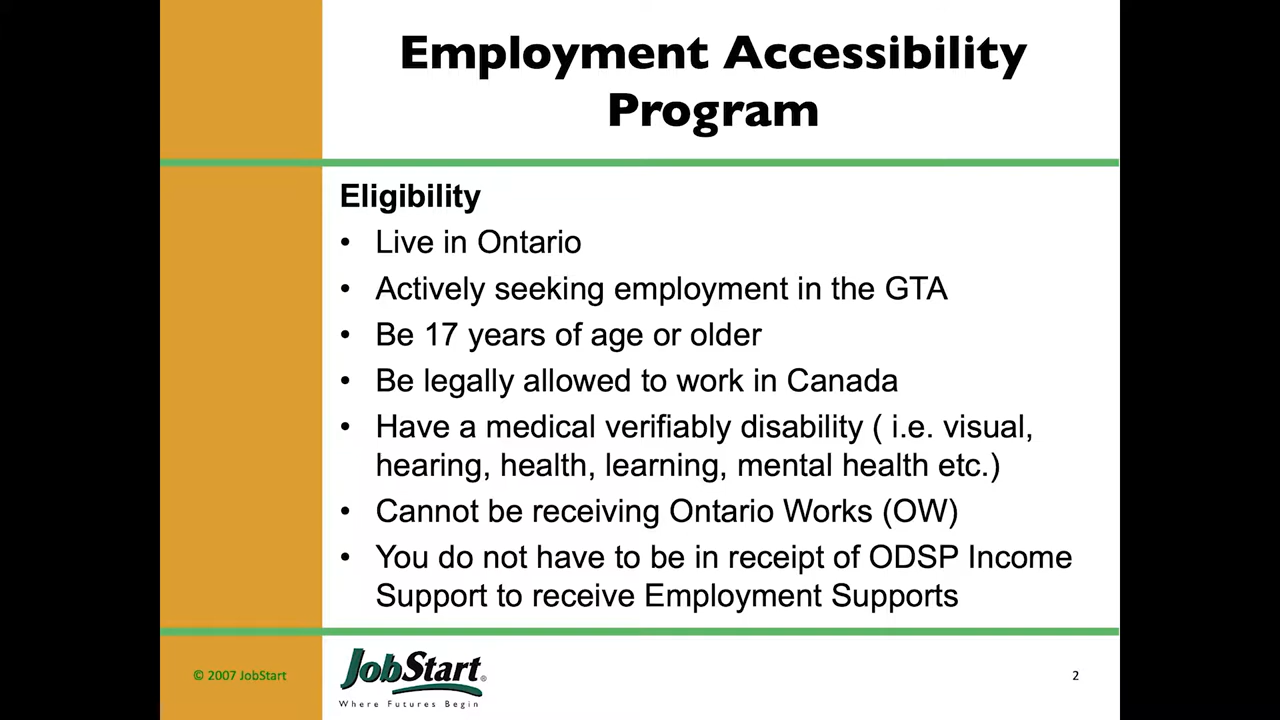 Employment Accessibility
Program
Eligibility
• Live in Ontario
• Actively seeking employment in the GTA
• Be 17 years of age or older
• Be legally allowed to work in Canada
• Have a medical verifiably disability ( i.e. visual,
hearing, health, learning, mental health etc.)
• Cannot be receiving Ontario Works (OW)
• You do not have to be in receipt of ODSP Income
Support to receive Employment Supports
© 2007 JobStart
JobStart®
Where Futures Begin
2